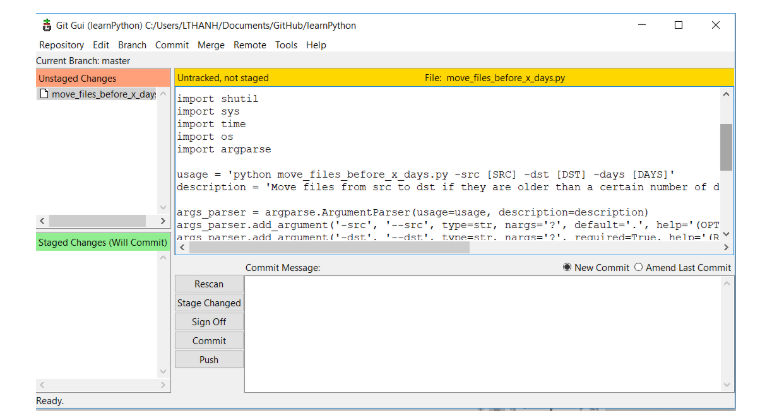 Git Gui (learnPython) C:/Users/LTHANH/Documents/GitHub/learnPython
Repository Edit Branch Commit Merge Remote Tools Help
Current Branch: master
Unstaged Changes
move_files_before_x_day
Untracked, not staged File: move_files_before_x_days.py
import shutil
import sys
import time
import os
import argparse
usage = 'python move_files_before_x_days.py -src [SRC] -dst [DST] -days [DAYS]'
description = 'Move files from src to dst if they are older than a certain number of d
args_parser = argparse.ArgumentParser(usage=usage, description=description)
args_parser.add_argument('-src', '--src', type=str, nargs='?', default='.', help='(OPT
args_parser.add_argument('-dst', '--dst', type=str, nargs='?', required=True, help='(R
Staged Changes (Will Commit)
Commit Message:
New Commit
Amend Last Commit
Rescan
Stage Changed
Sign Off
Commit
Push
Ready.